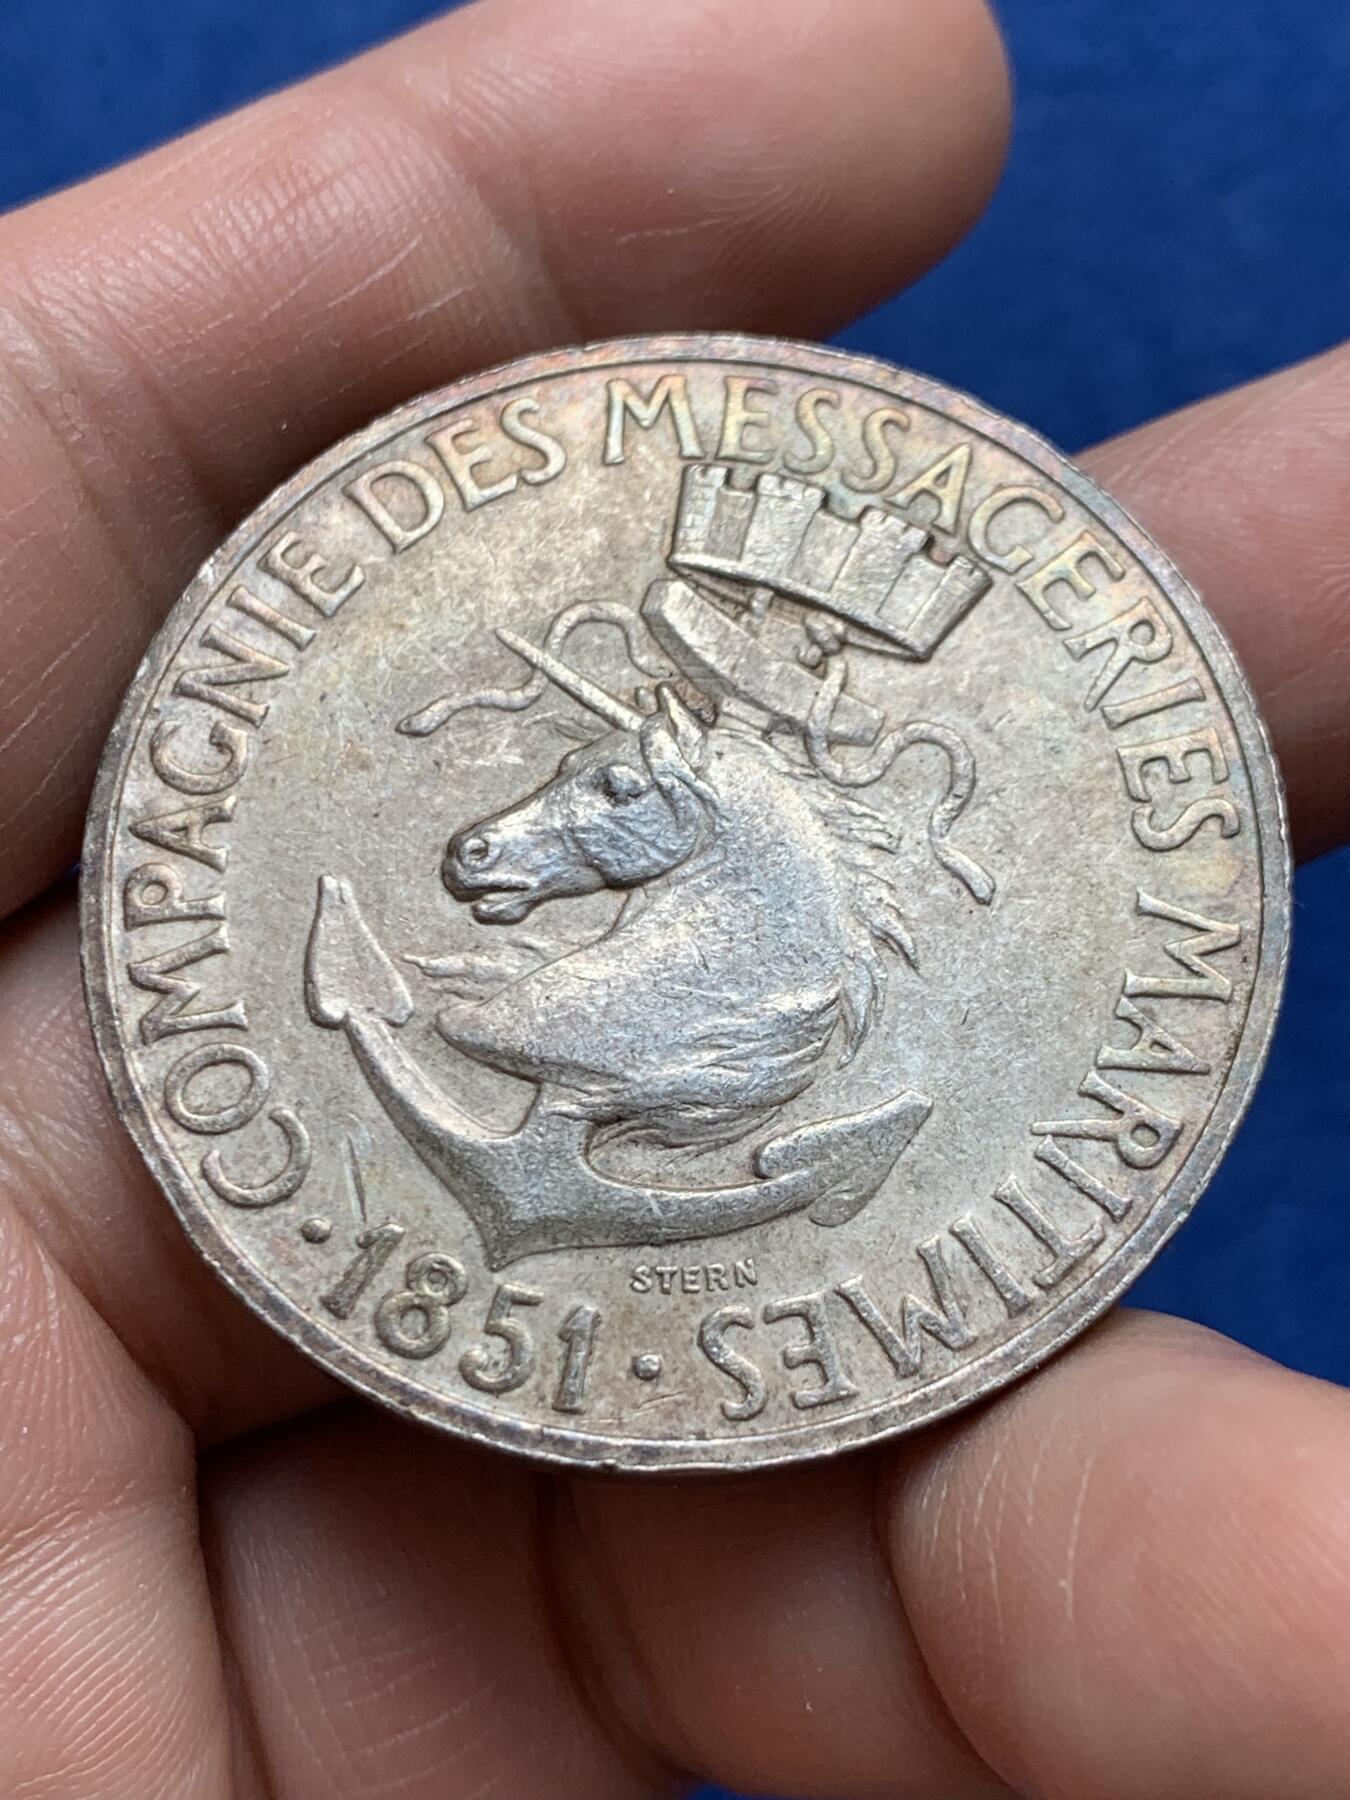 COMPAGNIE DES MESSAGERIES MARITIMES
· 1851 ·
STERN